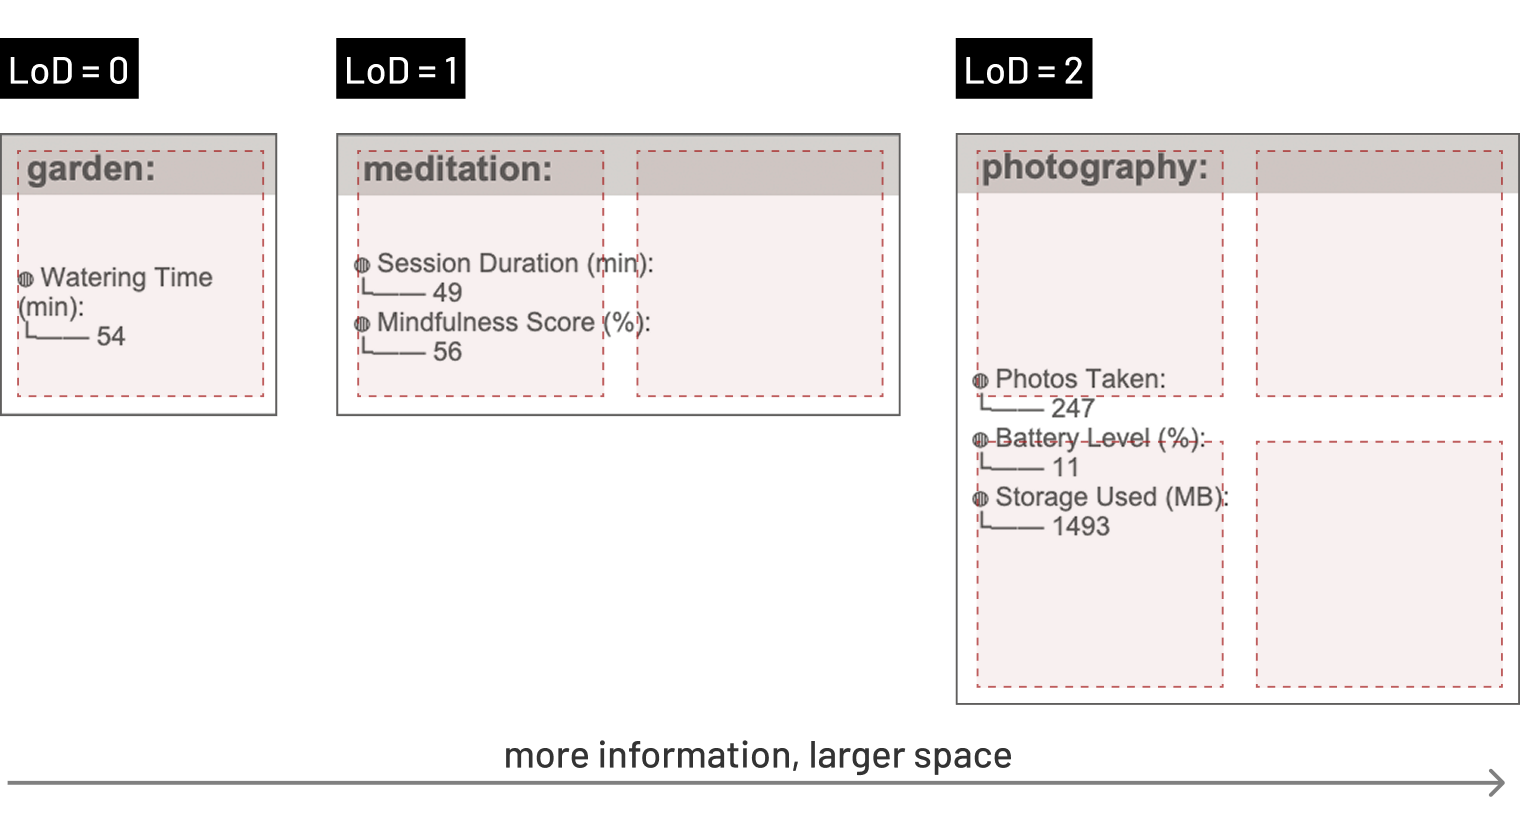 LoD = 0
garden:
Watering Time
(min):
54
LoD = 1
meditation:
Session Duration (min):
49
Mindfulness Score (%):
56
LoD = 2
photography:
Photos Taken:
247
Battery Level (%):
11
Storage Used (MB):
1493
more information, larger space